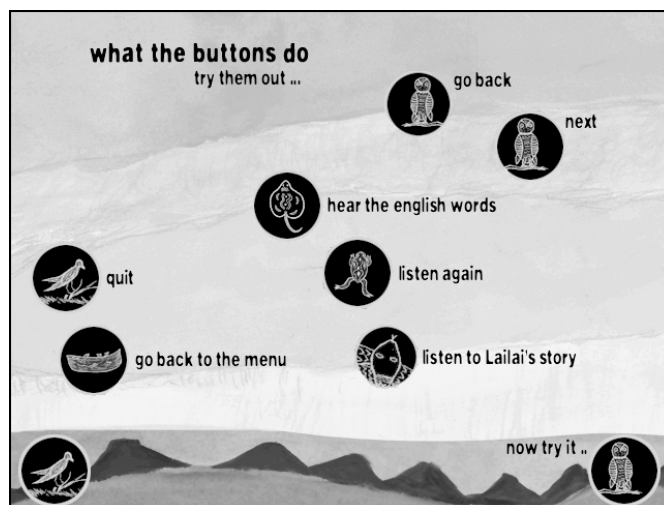 what the buttons do
try them out ...
go back
next
hear the english words
quit
listen again
go back to the menu
listen to Lailai's story
now try it ..